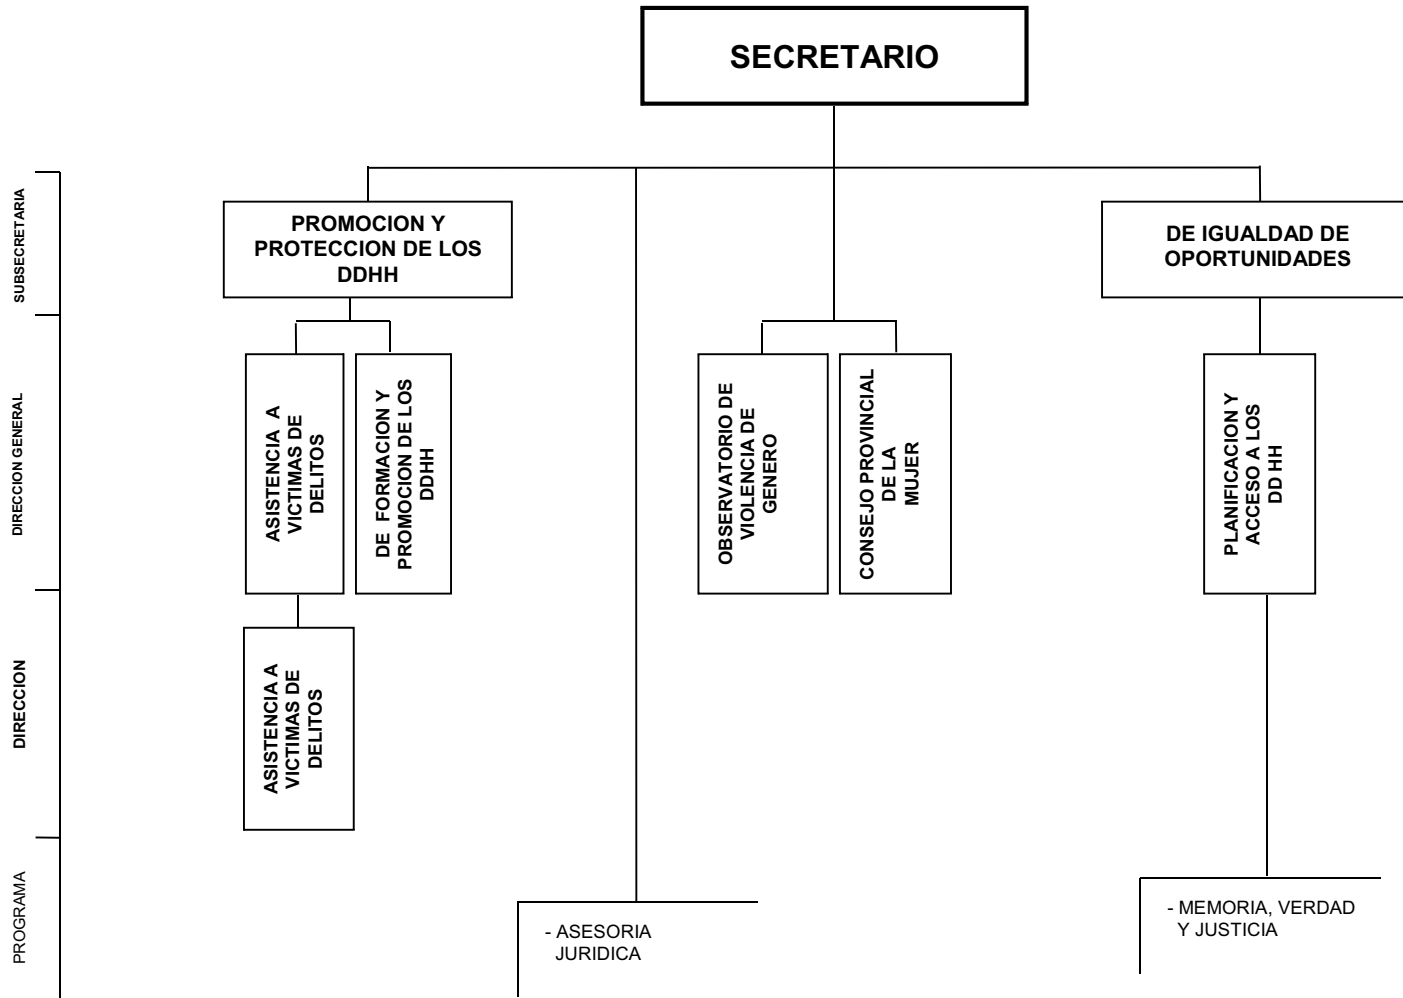 SECRETARIO
SUBSECRETARIA
PROMOCION Y
PROTECCION DE LOS
DDHH
DE IGUALDAD DE
OPORTUNIDADES
DIRECCION GENERAL
ASISTENCIA A
VICTIMAS DE
DELITOS
DE FORMACION Y
PROMOCION DE LOS
DDHH
OBSERVATORIO DE
VIOLENCIA DE
GENERO
CONSEJO PROVINCIAL
DE LA
MUJER
PLANIFICACION Y
ACCESO A LOS
DD HH
DIRECCION
ASISTENCIA A
VICTIMAS DE
DELITOS
PROGRAMA
- ASESORIA
JURIDICA
- MEMORIA, VERDAD
Y JUSTICIA